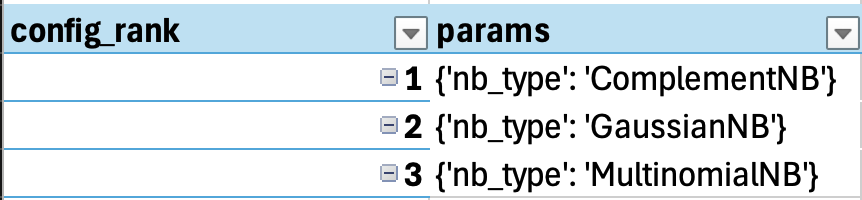 config_rank params
1 {'nb_type': 'ComplementNB'}
2 {'nb_type': 'GaussianNB'}
3 {'nb_type': 'MultinomialNB'}